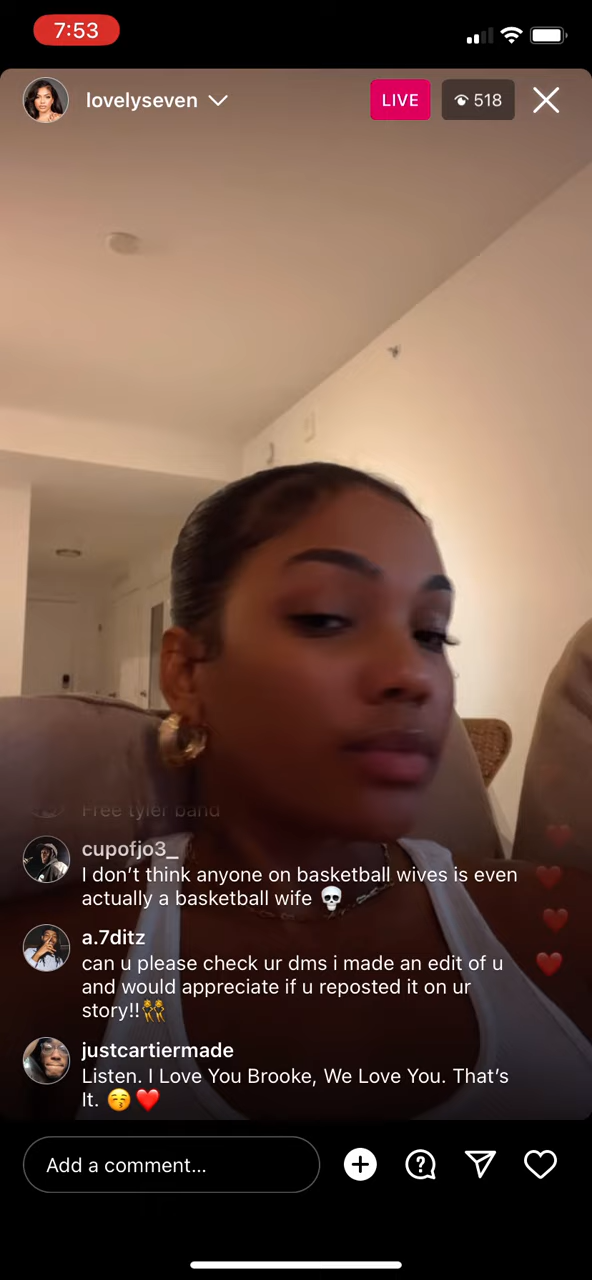 7:53
lovelyseven
LIVE
518
Free tyler band
cupofjo3_
I don't think anyone on basketball wives is even
actually a basketball wife 💀
a.7ditz
can u please check ur dms i made an edit of u
and would appreciate if u reposted it on ur
story!!👯
justcartiermade
Listen. I Love You Brooke, We Love You. That's
It. 😚❤️
Add a comment...